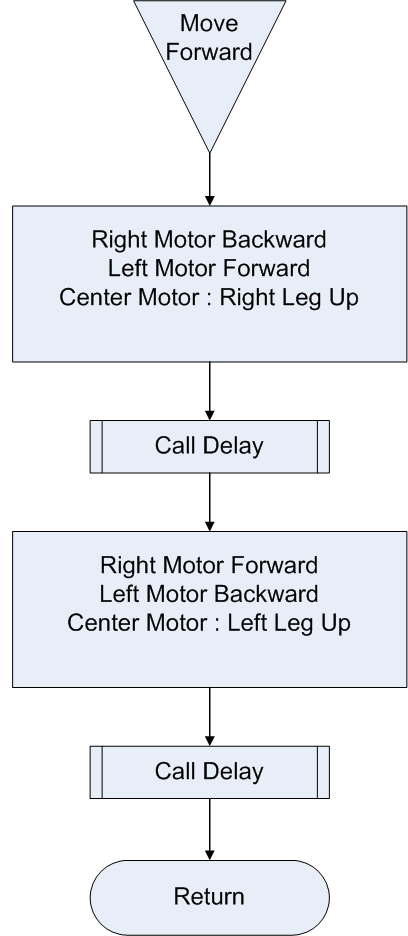 Move
Forward
Right Motor Backward
Left Motor Forward
Center Motor : Right Leg Up
Call Delay
Right Motor Forward
Left Motor Backward
Center Motor : Left Leg Up
Call Delay
Return